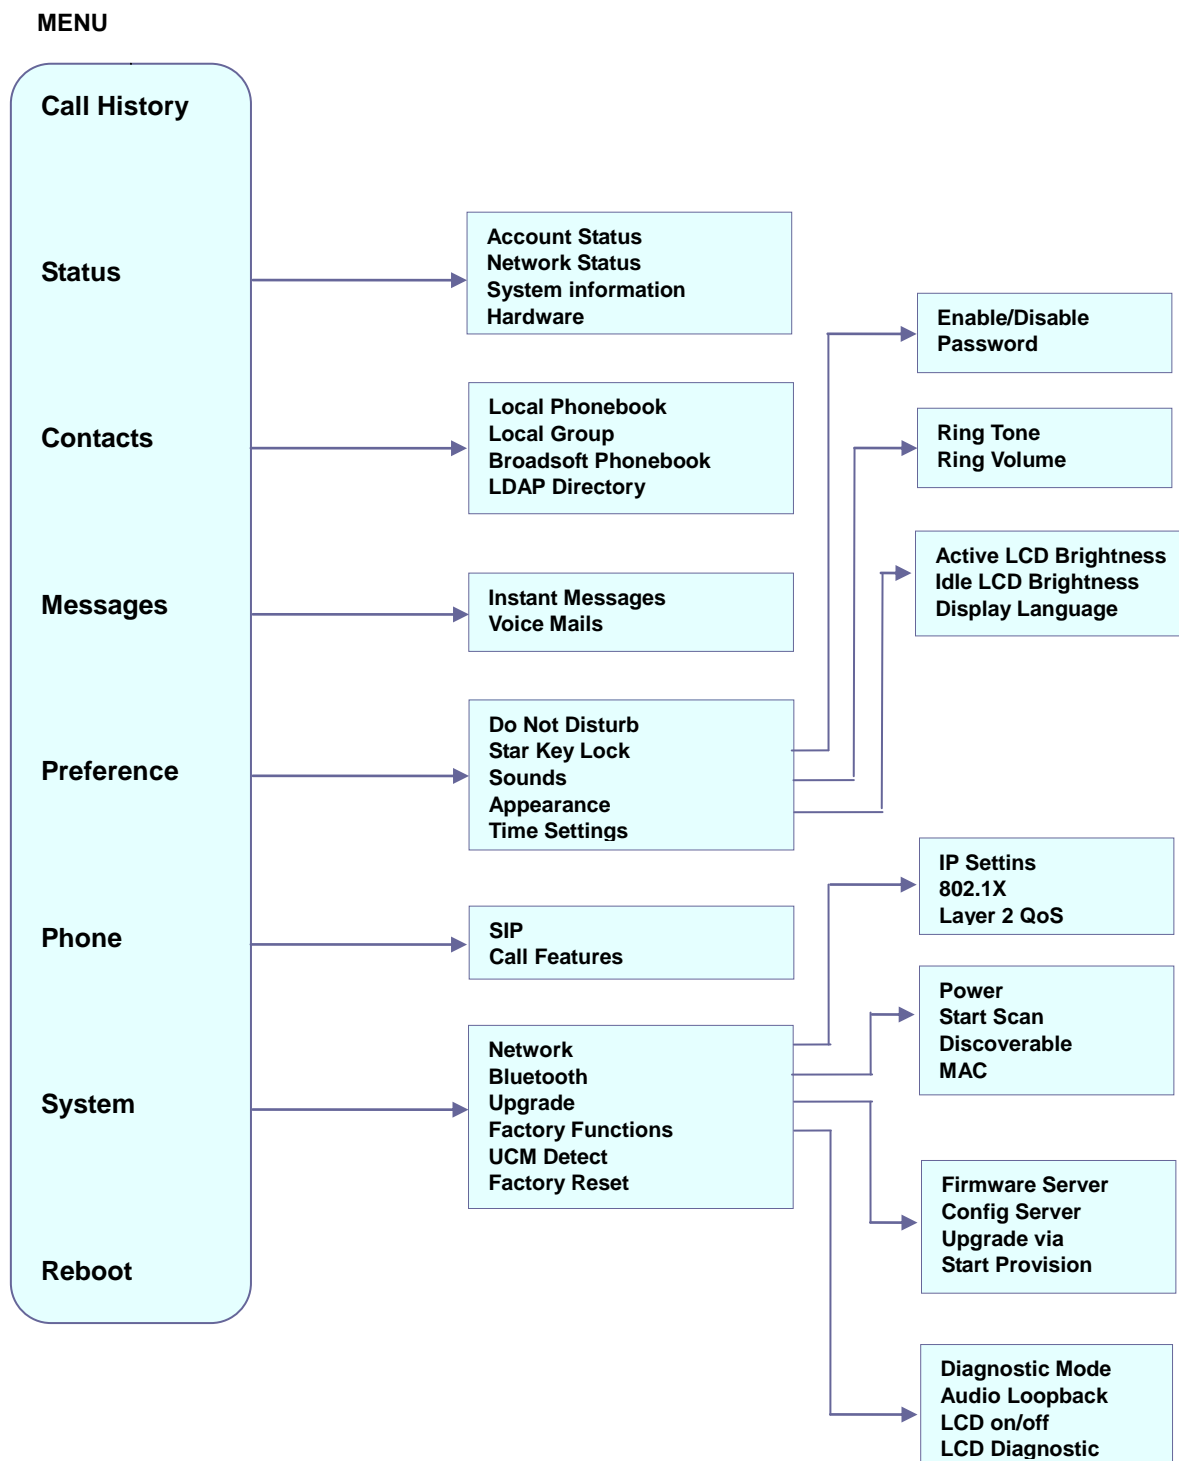 MENU
Call History
Status
Contacts
Messages
Preference
Phone
System
Reboot
Account Status
Network Status
System information
Hardware
Local Phonebook
Local Group
Broadsoft Phonebook
LDAP Directory
Instant Messages
Voice Mails
Do Not Disturb
Star Key Lock
Sounds
Appearance
Time Settings
SIP
Call Features
Network
Bluetooth
Upgrade
Factory Functions
UCM Detect
Factory Reset
Enable/Disable
Password
Ring Tone
Ring Volume
Active LCD Brightness
Idle LCD Brightness
Display Language
IP Settins
802.1X
Layer 2 QoS
Power
Start Scan
Discoverable
MAC
Firmware Server
Config Server
Upgrade via
Start Provision
Diagnostic Mode
Audio Loopback
LCD on/off
LCD Diagnostic